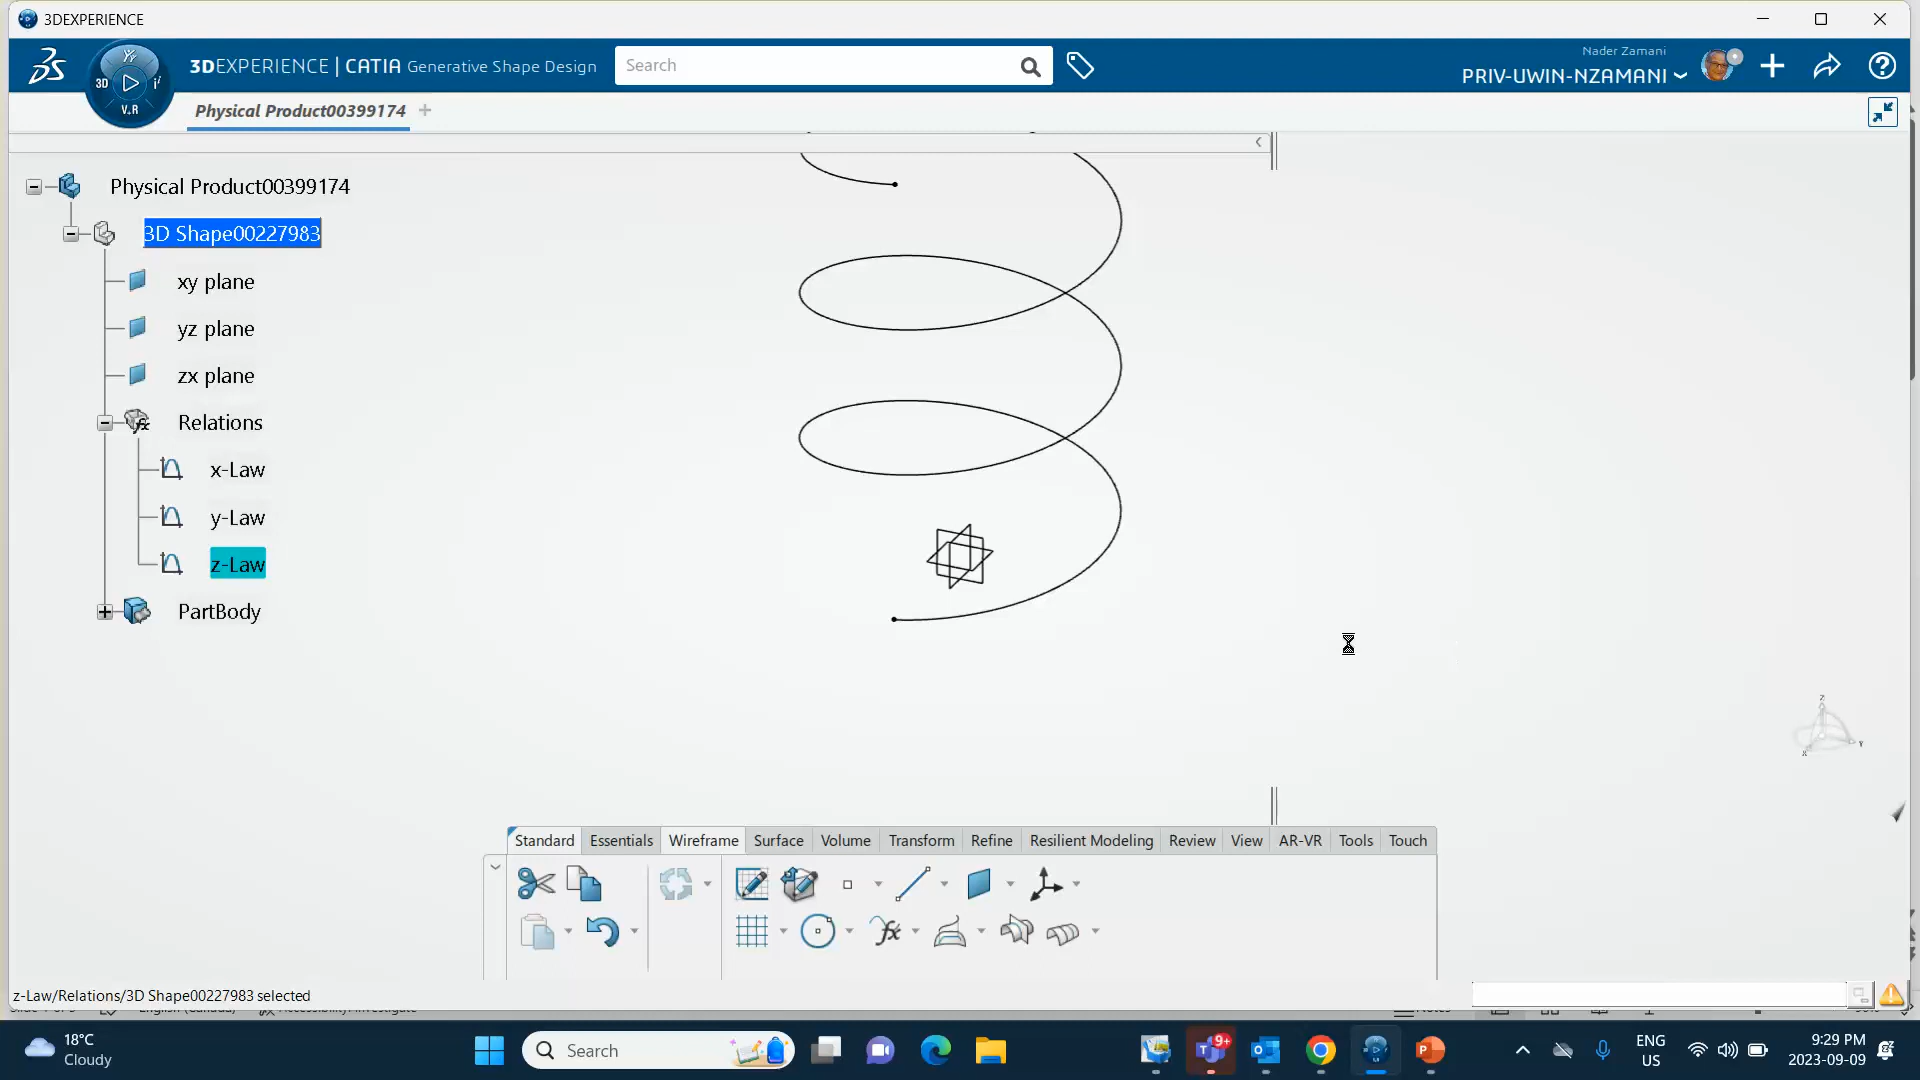 3DEXPERIENCE
3DEXPERIENCE | CATIA Generative Shape Design
Search
Nader Zamani
PRIV-UWIN-NZAMANI
3D
V.R
Physical Product00399174
Physical Product00399174
3D Shape00227983
xy plane
yz plane
zx plane
Relations
x-Law
y-Law
z-Law
PartBody
z
x
y
Standard
Essentials
Wireframe
Surface
Volume
Transform
Refine
Resilient Modeling
Review
View
AR-VR
Tools
Touch
z-Law/Relations/3D Shape00227983 selected
18°C
Cloudy
Search
9+
ENG
US
9:29 PM
2023-09-09